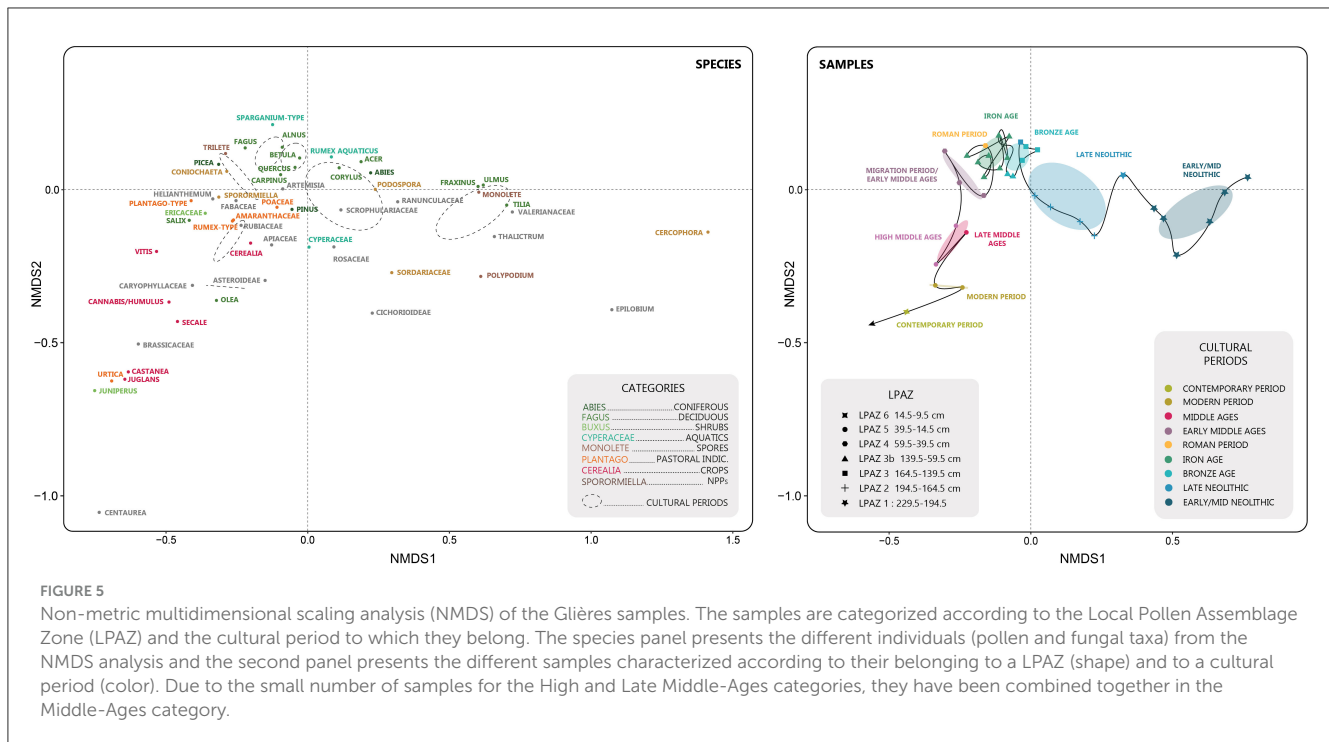 SPECIES
SPARGANIUM-TYPE
ALNUS
FAGUS
TRILETE
BETULA
RUMEX AQUATICUS
ACER
PICEA
QUERCUS
CONIOCHAETA
CARPINUS
CORYLUS
ABIES
FRAXINUS
ULMUS
ARTEMISIA
PODOSPORA
MONOLETE
HELIANTHEMUM
SPORORMIELLA
RANUNCULACEAE
TILIA
PLANTAGO-TYPE
FABACEAE
POACEAE
PINUS
SCROPHULARIACEAE
VALERIANACEAE
ERICACEAE
AMARANTHACEAE
SALIX
RUMEX-TYPE
RUBIACEAE
THALICTRUM
CERCOPHORA
APIACEAE
CYPERACEAE
VITIS
CEREALIA
ROSACEAE
SORDARIACEAE
POLYPODIUM
CARYOPHYLLACEAE
ASTEROIDEAE
CANNABIS/HUMULUS
OLEA
CICHORIOIDEAE
EPILOBIUM
SECALE
BRASSICACEAE
URTICA
CASTANEA
JUGLANS
JUNIPERUS
CENTAUREA
CATEGORIES
ABIES CONIFEROUS
FAGUS DECIDUOUS
BUXUS SHRUBS
CYPERACEAE AQUATICS
MONOLETE SPORES
PLANTAGO PASTORAL INDIC.
CEREALIA CROPS
SPORORMIELLA NPPs
CULTURAL PERIODS
0.0
−0.5
−1.0
NMDS2
−0.5 0.0 0.5 1.0 1.5
NMDS1
SAMPLES
IRON AGE
ROMAN PERIOD
BRONZE AGE
MIGRATION PERIOD/
EARLY MIDDLE AGES
LATE NEOLITHIC
EARLY/MID
NEOLITHIC
HIGH MIDDLE AGES
LATE MIDDLE
AGES
MODERN PERIOD
CONTEMPORARY PERIOD
LPAZ
LPAZ 6 14.5-9.5 cm
LPAZ 5 39.5-14.5 cm
LPAZ 4 59.5-39.5 cm
LPAZ 3b 139.5-59.5 cm
LPAZ 3 164.5-139.5 cm
LPAZ 2 194.5-164.5 cm
LPAZ 1 : 229.5-194.5
CULTURAL
PERIODS
CONTEMPORARY PERIOD
MODERN PERIOD
MIDDLE AGES
EARLY MIDDLE AGES
ROMAN PERIOD
IRON AGE
BRONZE AGE
LATE NEOLITHIC
EARLY/MID NEOLITHIC
0.0
−0.5
−1.0
NMDS2
−0.5 0.0 0.5
NMDS1
FIGURE 5
Non-metric multidimensional scaling analysis (NMDS) of the Glières samples. The samples are categorized according to the Local Pollen Assemblage
Zone (LPAZ) and the cultural period to which they belong. The species panel presents the different individuals (pollen and fungal taxa) from the
NMDS analysis and the second panel presents the different samples characterized according to their belonging to a LPAZ (shape) and to a cultural
period (color). Due to the small number of samples for the High and Late Middle-Ages categories, they have been combined together in the
Middle-Ages category.